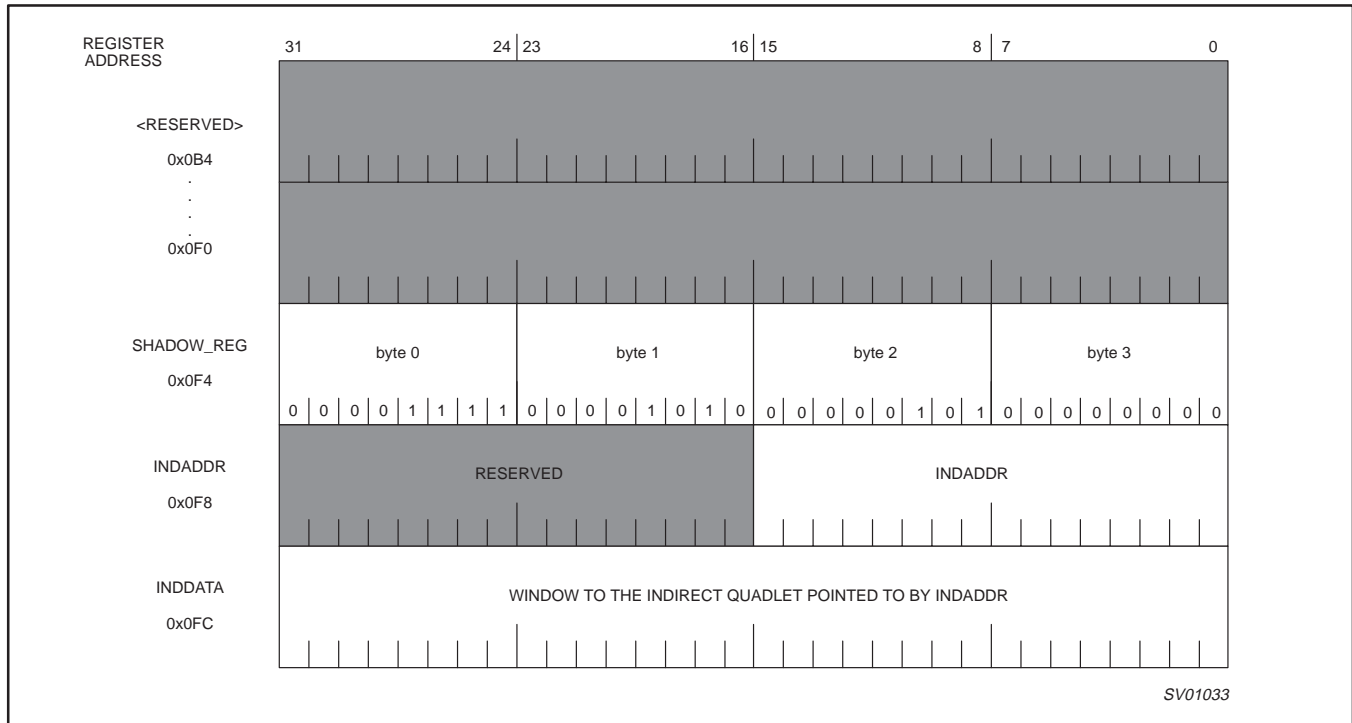 REGISTER ADDRESS
31 24 23 16 15 8 7 0
<RESERVED>
0x0B4
.
.
.
.
0x0F0
SHADOW_REG
0x0F4
byte 0 byte 1 byte 2 byte 3
0 0 0 0 1 1 1 1 0 0 0 0 1 0 1 0 0 0 0 0 0 1 0 1 0 0 0 0 0 0 0 0
INDADDR
0x0F8
RESERVED INDADDR
INDDATA
0x0FC
WINDOW TO THE INDIRECT QUADLET POINTED TO BY INDADDR
SV01033